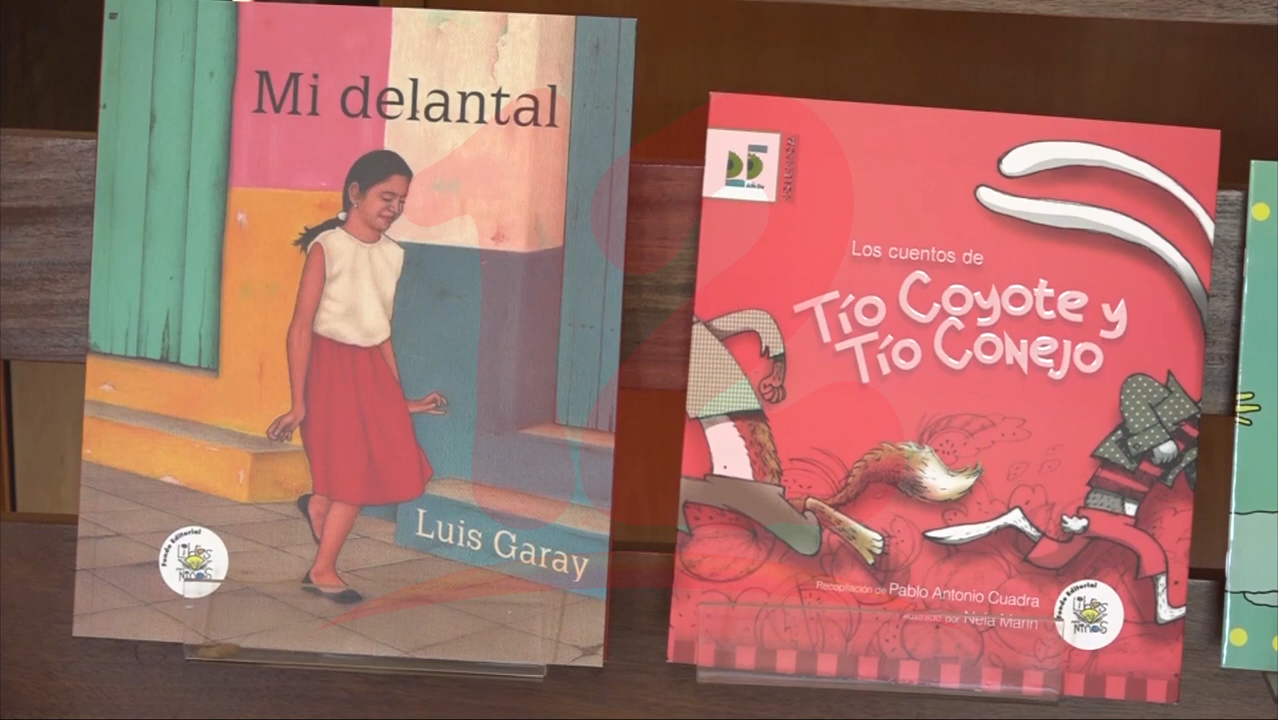 Mi delantal
Luis Garay
Fondo Editorial
Libros
para
Niños
Los cuentos de
Tío Coyote y
Tío Conejo
Recopilación de Pablo Antonio Cuadra
Ilustrado por Nela Marín
Fondo Editorial
Libros
para
Niños